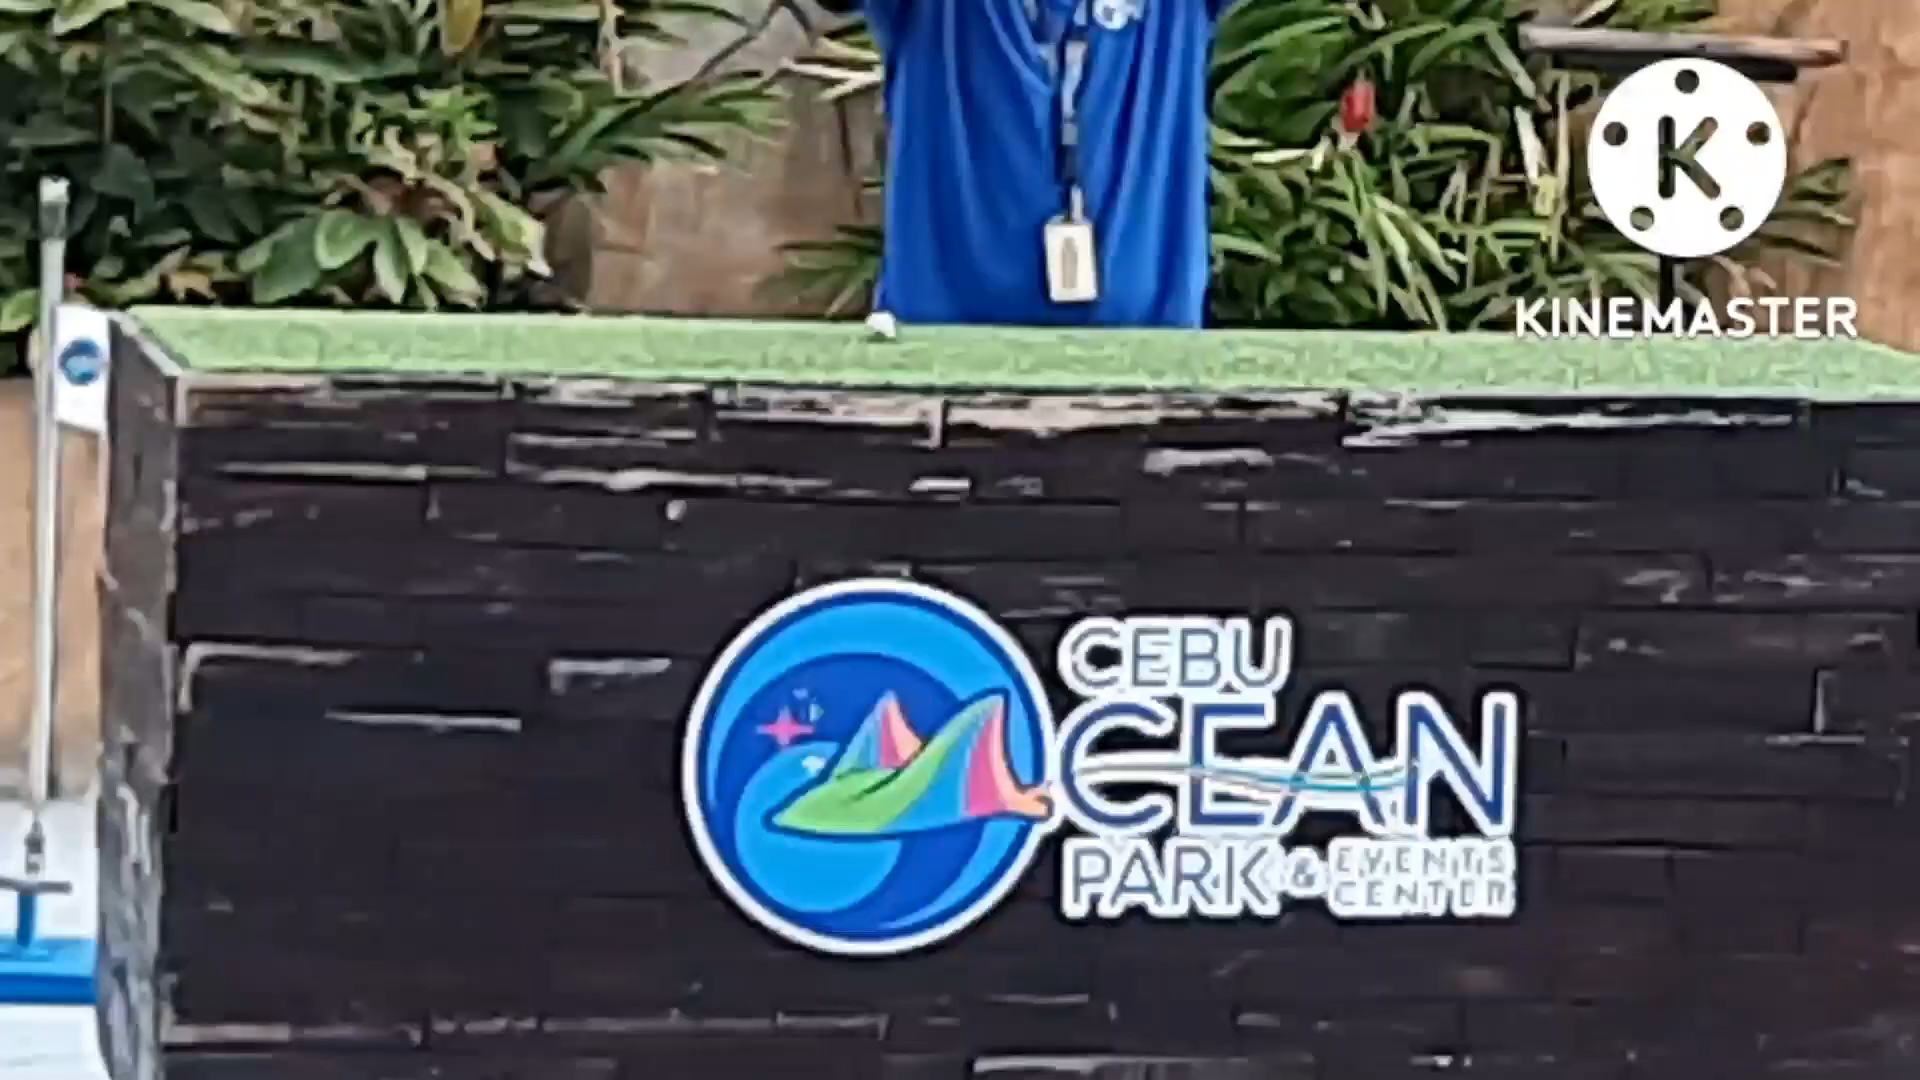 K
KINEMASTER
CEBU
OCEAN
PARK & EVENTS
CENTER